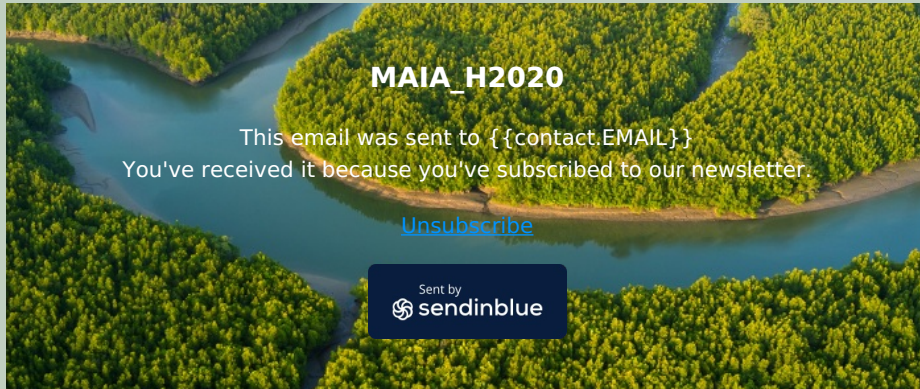 MAIA_H2020
This email was sent to {{contact.EMAIL}}
You've received it because you've subscribed to our newsletter.
Unsubscribe
Sent by
sendinblue